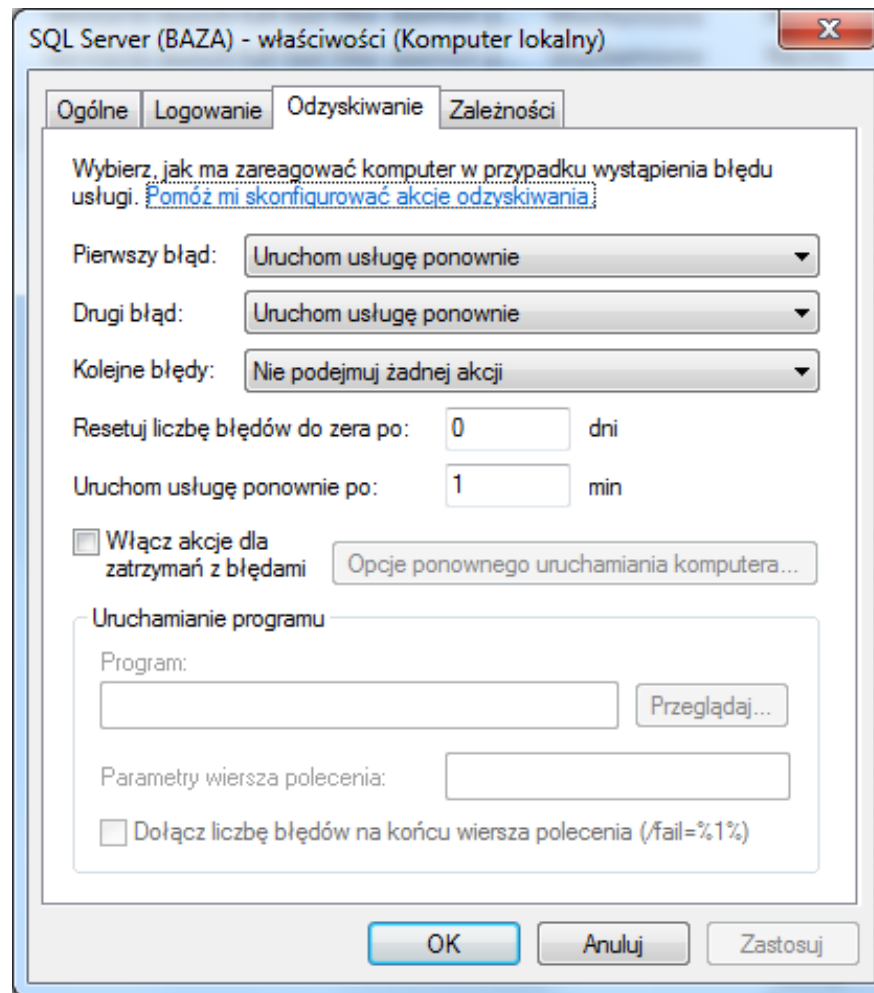 SQL Server (BAZA) - właściwości (Komputer lokalny)
Ogólne Logowanie Odzyskiwanie Zależności
Wybierz, jak ma zareagować komputer w przypadku wystąpienia błędu
usługi. Pomóż mi skonfigurować akcje odzyskiwania.
Pierwszy błąd: Uruchom usługę ponownie
Drugi błąd: Uruchom usługę ponownie
Kolejne błędy: Nie podejmuj żadnej akcji
Resetuj liczbę błędów do zera po: 0 dni
Uruchom usługę ponownie po: 1 min
Włącz akcje dla
zatrzymań z błędami
Opcje ponownego uruchamiania komputera...
Uruchamianie programu
Program:
Przeglądaj...
Parametry wiersza polecenia:
Dołącz liczbę błędów na końcu wiersza polecenia (/fail=%1%)
OK Anuluj Zastosuj